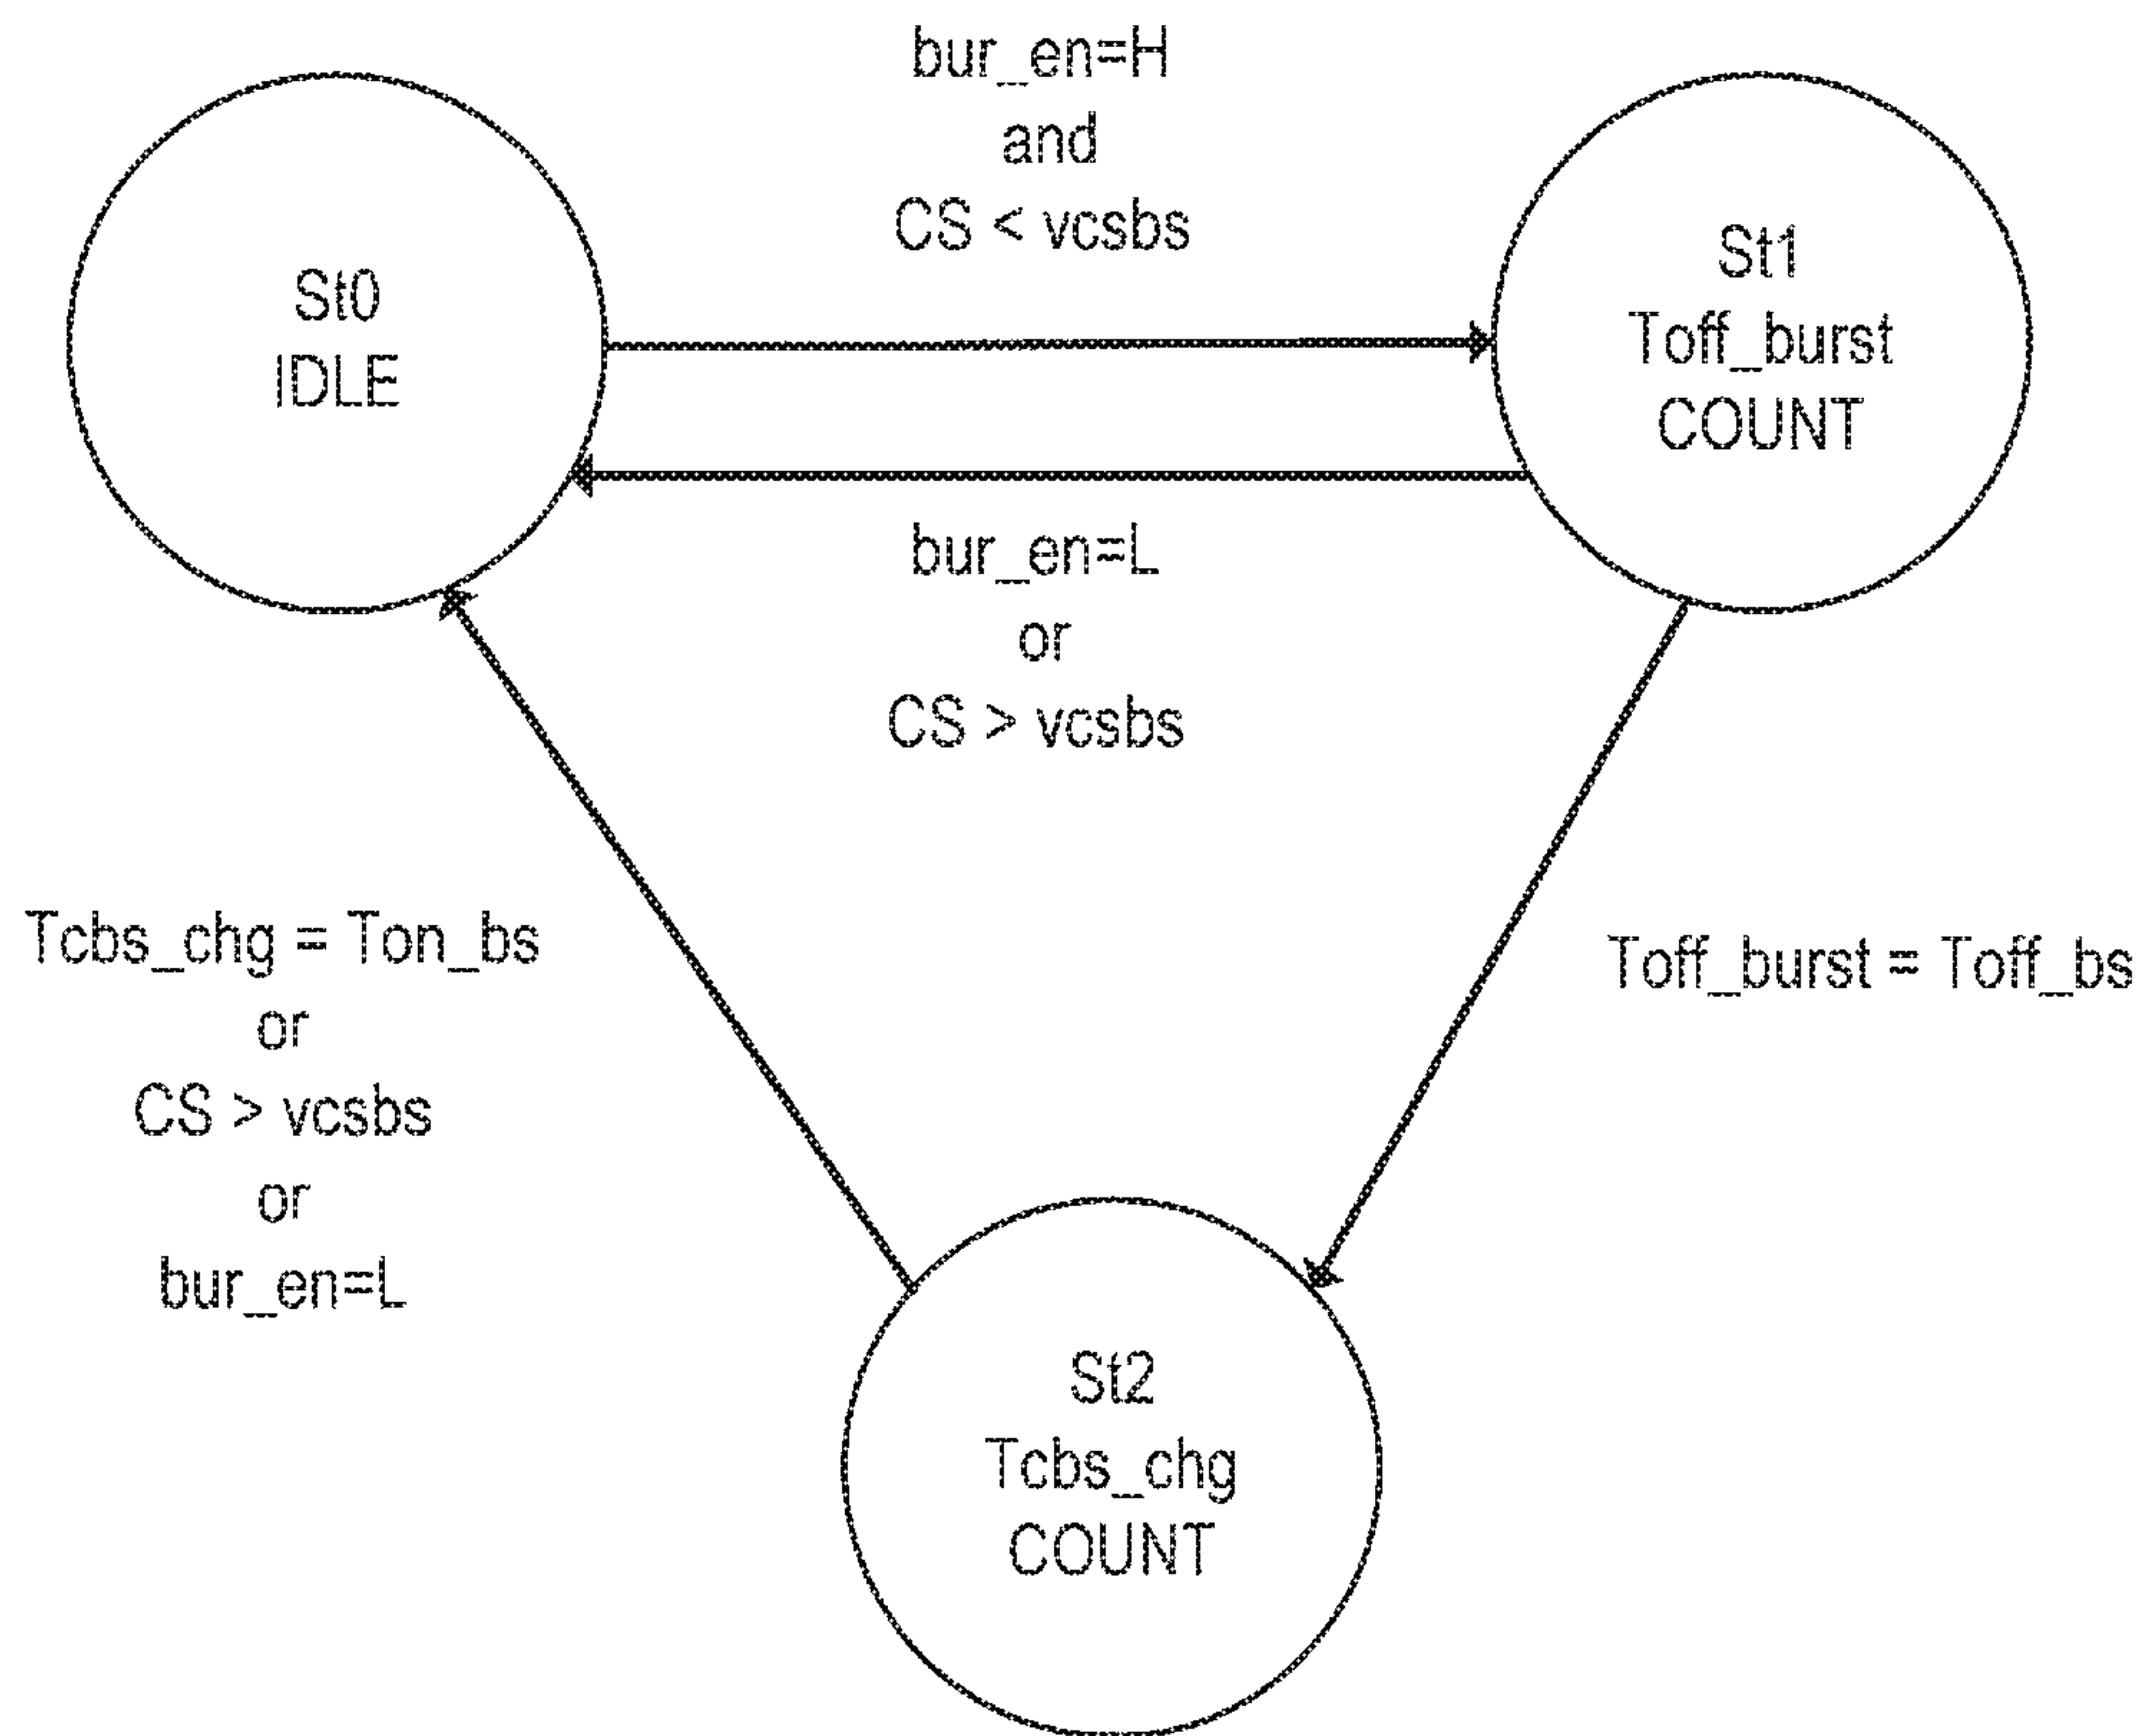 bur_en=H
and
CS < vcsbs
St0
IDLE
St1
Toff_burst
COUNT
bur_en=L
or
CS > vcsbs
Tcbs_chg = Ton_bs
or
CS > vcsbs
or
bur_en=L
Toff_burst = Toff_bs
St2
Tcbs_chg
COUNT